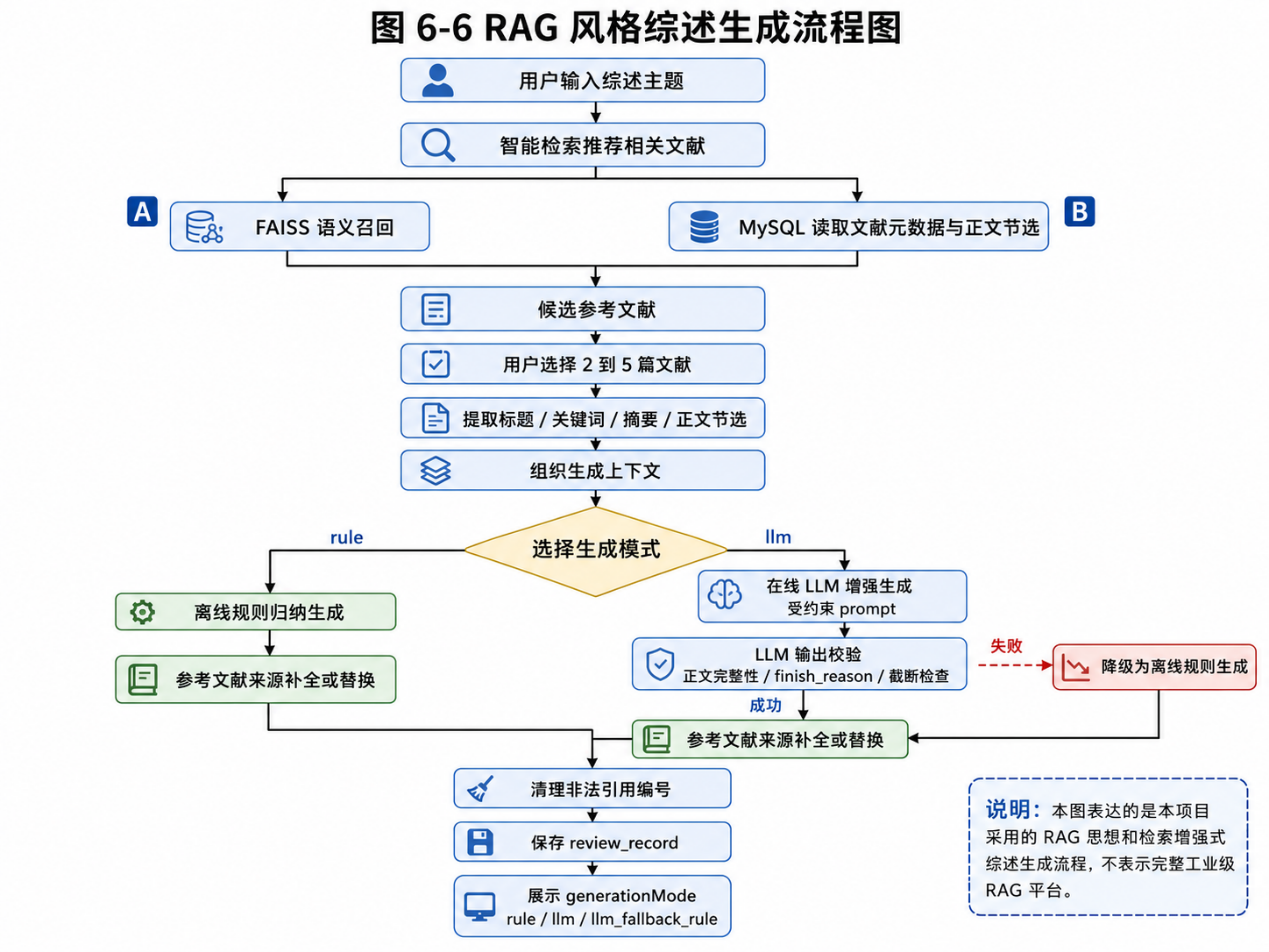 图 6-6 RAG 风格综述生成流程图
用户输入综述主题
智能检索推荐相关文献
A
FAISS 语义召回
MySQL 读取文献元数据与正文节选
B
候选参考文献
用户选择 2 到 5 篇文献
提取标题 / 关键词 / 摘要 / 正文节选
组织生成上下文
选择生成模式
rule
llm
离线规则归纳生成
参考文献来源补全或替换
在线 LLM 增强生成
受约束 prompt
LLM 输出校验
正文完整性 / finish_reason / 截断检查
失败
降级为离线规则生成
成功
参考文献来源补全或替换
清理非法引用编号
保存 review_record
展示 generationMode
rule / llm / llm_fallback_rule
说明：本图表达的是本项目
采用的 RAG 思想和检索增强式
综述生成流程，不表示完整工业级
RAG 平台。